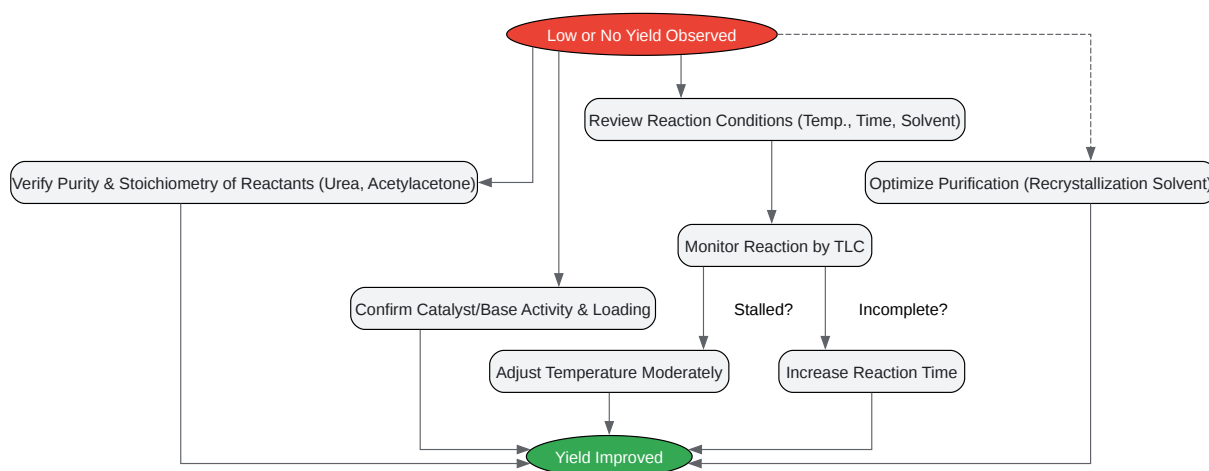 Low or No Yield Observed
Review Reaction Conditions (Temp., Time, Solvent)
Verify Purity & Stoichiometry of Reactants (Urea, Acetylacetone)
Optimize Purification (Recrystallization Solvent)
Monitor Reaction by TLC
Confirm Catalyst/Base Activity & Loading
Stalled?
Incomplete?
Adjust Temperature Moderately
Increase Reaction Time
Yield Improved